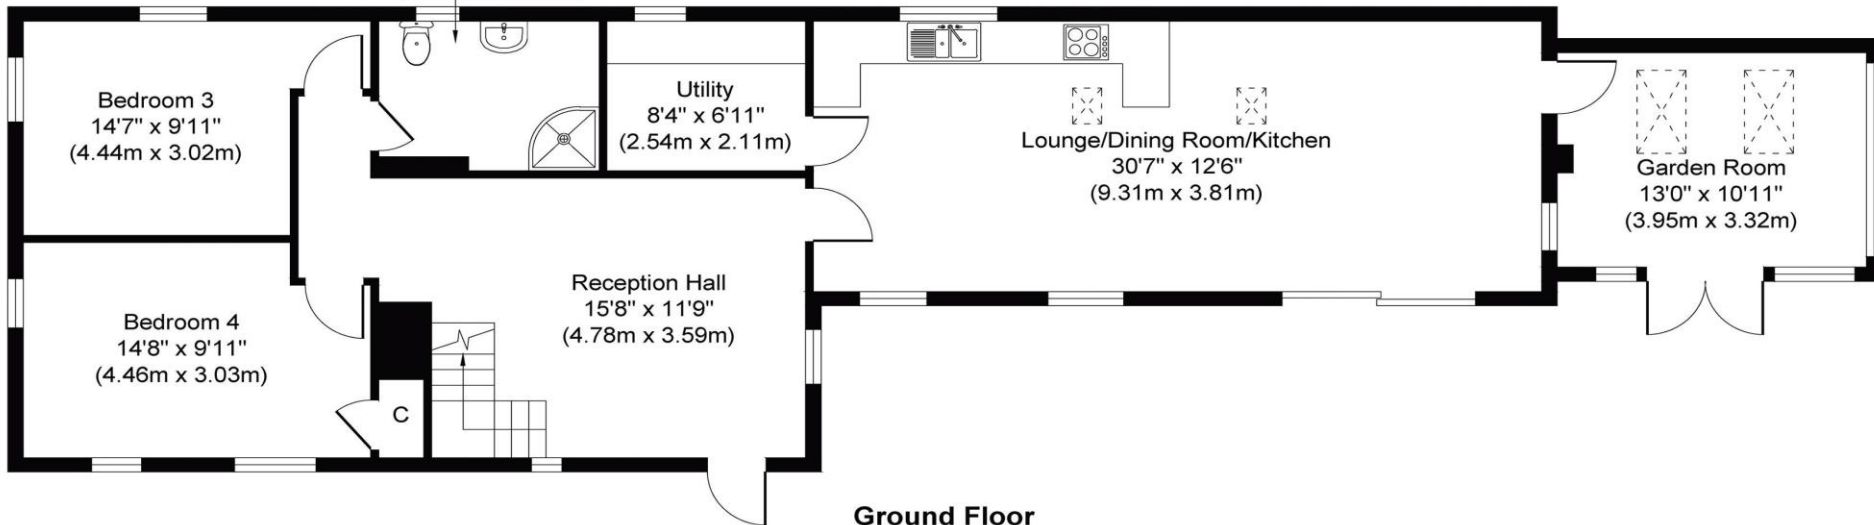 Bedroom 3
14'7" x 9'11"
(4.44m x 3.02m)
Utility
8'4" x 6'11"
(2.54m x 2.11m)
Lounge/Dining Room/Kitchen
30'7" x 12'6"
(9.31m x 3.81m)
Garden Room
13'0" x 10'11"
(3.95m x 3.32m)
Bedroom 4
14'8" x 9'11"
(4.46m x 3.03m)
C
Reception Hall
15'8" x 11'9"
(4.78m x 3.59m)
Ground Floor